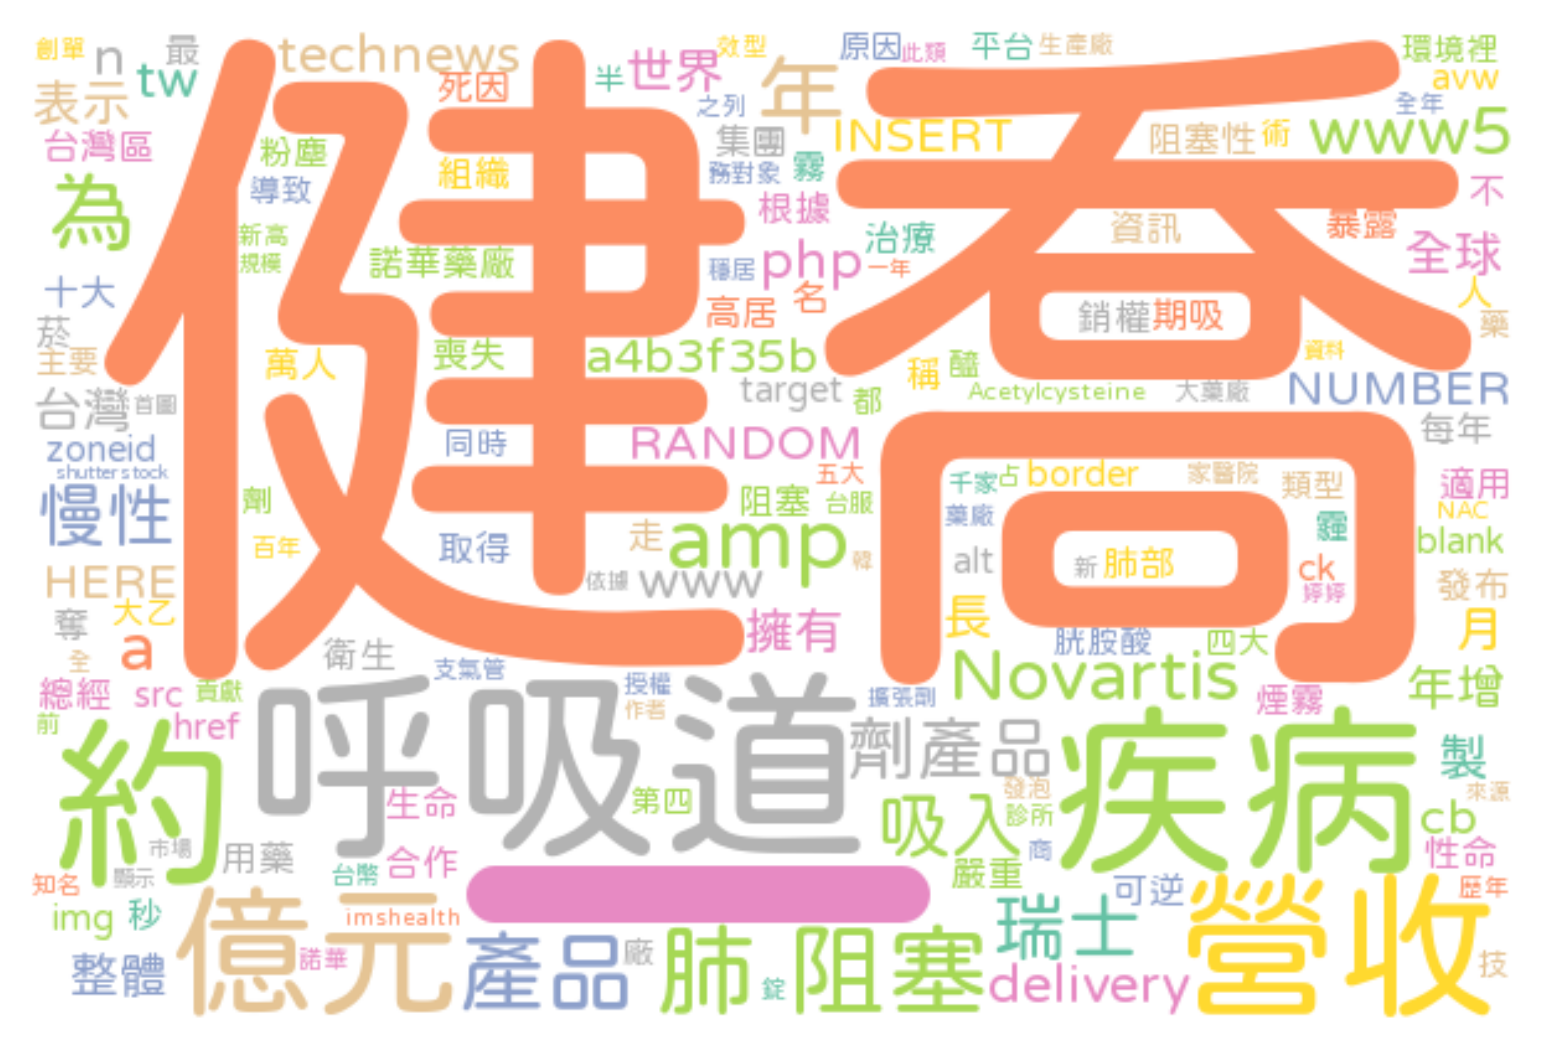 創單
n
最
technews
死因
半
世界
效型
年
原因
此類
平台
生產廠
環境裡
表示
tw
之列
avw
全年
台灣區
粉塵
健
組織
集團
霧
INSERT
喬
阻塞性
術
www5
為
導致
務對象
根據
治療
資訊
暴露
不
新高
規模
諾華藥廠
穩居
php
一年
全球
十大
高居
名
銷權
期吸
人
藥
菸
主要
萬人
喪失
a4b3f35b
稱
醯
資料
台灣
首圖
target
都
Acetylcysteine
大藥廠
NUMBER
zoneid
同時
RANDOM
每年
shutterstock
五大
千家
占
border
家醫院
類型
適用
慢性
劑
阻塞
台服
藥廠
霾
NAC
百年
取得
走
amp
韓
alt
新
肺部
ck
blank
HERE
依據
www
婷婷
發布
奪
大乙
擁有
長
月
全
a
衛生
胱胺酸
四大
支氣管
Novartis
總經
src
貢獻
授權
擴張劑
煙霧
年增
前
href
呼吸道
作者
劑產品
疾病
約
製
生命
第四
發泡
來源
吸入
診所
cb
市場
用藥
合作
商
性命
知名
顯示
台幣
嚴重
可逆
歷年
img
秒
億元
imshealth
瑞士
營收
整體
諾華
產品
廠
肺
錠
阻塞
delivery
技